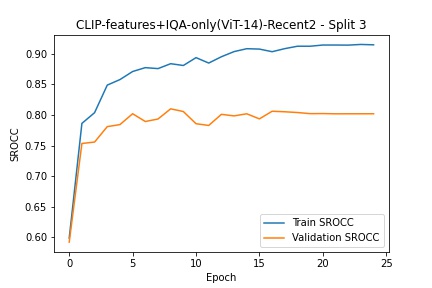 CLIP-features+IQA-only(ViT-14)-Recent2 - Split 3
0.90
0.85
0.80
0.75
0.70
0.65
0.60
SROCC
Train SROCC
Validation SROCC
0 5 10 15 20 25
Epoch